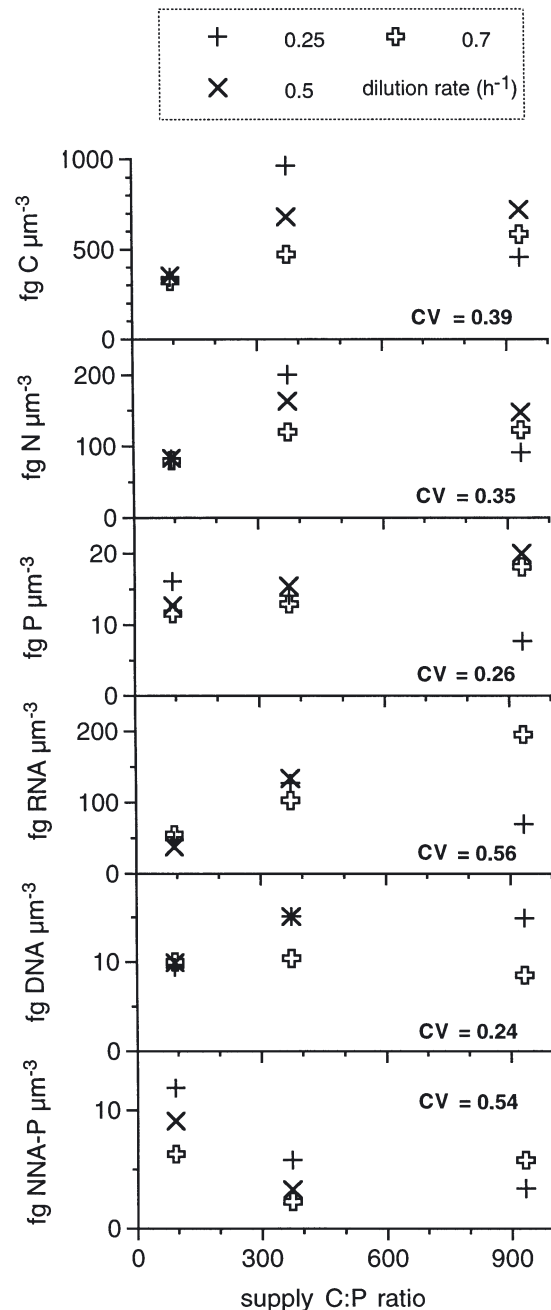 0.25 0.7
0.5 dilution rate (h-1)
1000
500
0
fg C µm-3
CV = 0.39
200
100
0
fg N µm-3
CV = 0.35
20
10
0
fg P µm-3
CV = 0.26
200
100
0
fg RNA µm-3
CV = 0.56
10
0
fg DNA µm-3
CV = 0.24
10
0
fg NNA-P µm-3
CV = 0.54
0 300 600 900
supply C:P ratio